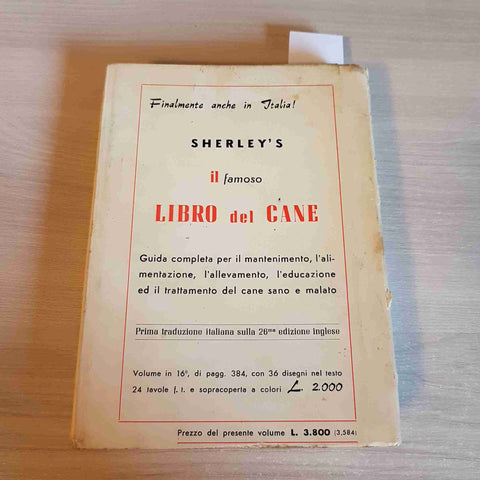 Finalmente anche in Italia!
SHERLEY'S
il famoso
LIBRO del CANE
Guida completa per il mantenimento, l'ali-
mentazione, l'allevamento, l'educazione
ed il trattamento del cane sano e malato
Prima traduzione italiana sulla 26ma edizione inglese
Volume in 16°, di pagg. 384, con 36 disegni nel testo
24 tavole f. t. e sopracoperta a colori L. 2.000
Prezzo del presente volume L. 3.800 (3,584)